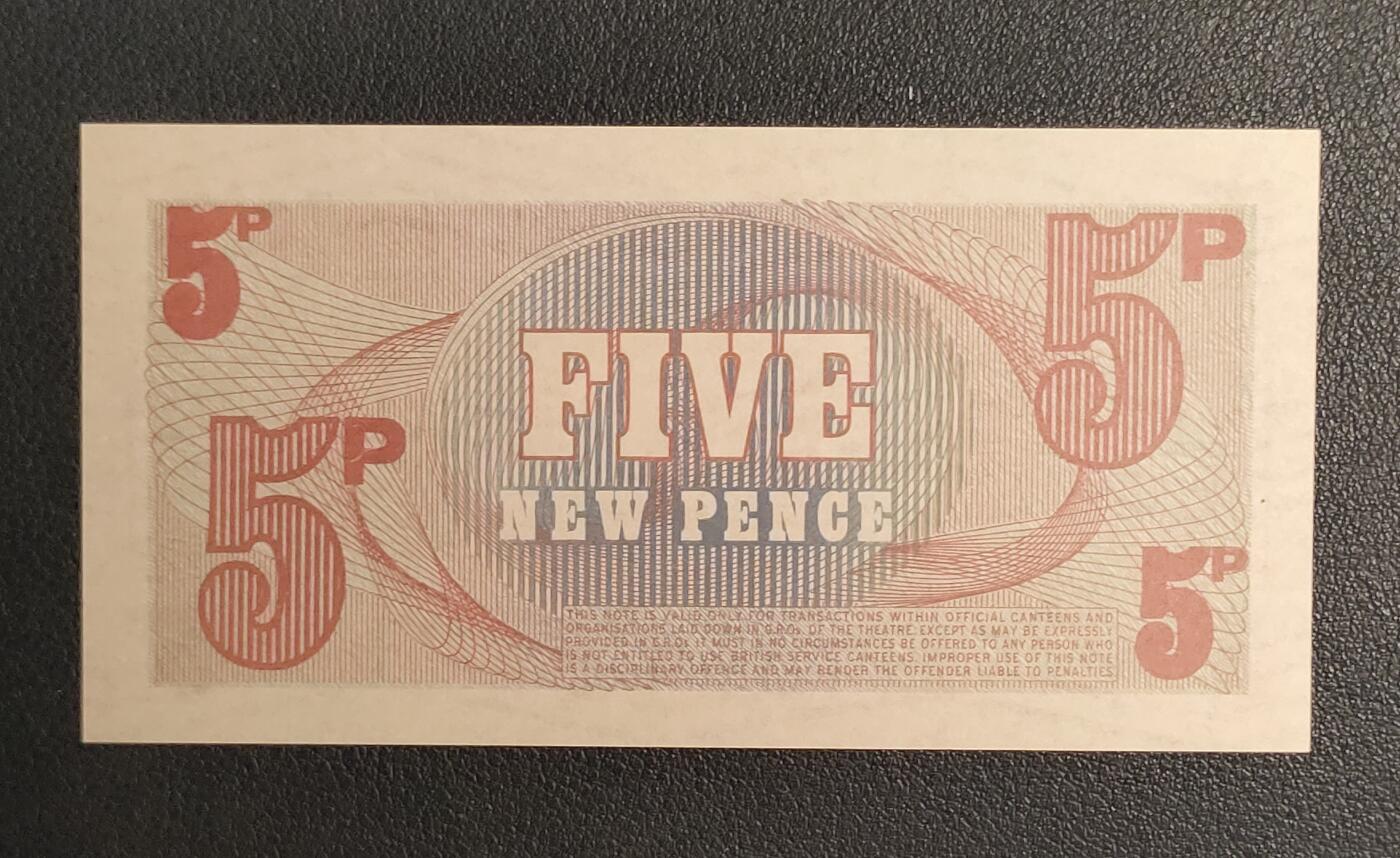 5P
5P
5P
FIVE
NEW PENCE
5P
THIS NOTE IS VALID ONLY FOR TRANSACTIONS WITHIN OFFICIAL CANTEENS AND
ORGANISATIONS LAID DOWN IN G.R.Os. OF THE THEATRE. EXCEPT AS MAY BE EXPRESSLY
PROVIDED IN G.R.Os. IT MUST IN NO CIRCUMSTANCES BE OFFERED TO ANY PERSON WHO
IS NOT ENTITLED TO USE BRITISH SERVICE CANTEENS. IMPROPER USE OF THIS NOTE
IS A DISCIPLINARY OFFENCE AND MAY RENDER THE OFFENDER LIABLE TO PENALTIES